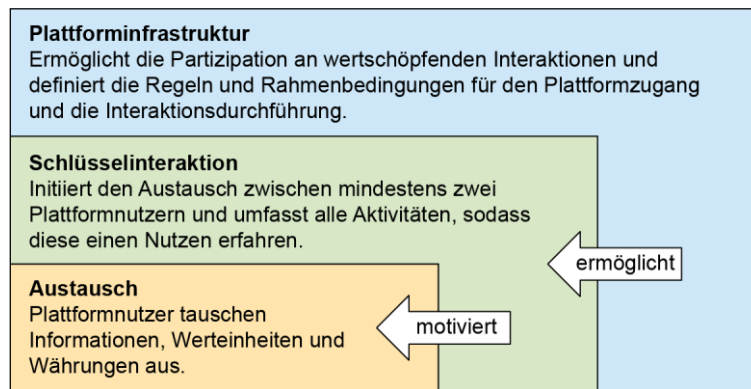 Plattforminfrastruktur
Ermöglicht die Partizipation an wertschöpfenden Interaktionen und
definiert die Regeln und Rahmenbedingungen für den Plattformzugang
und die Interaktionsdurchführung.
Schlüsselinteraktion
Initiiert den Austausch zwischen mindestens zwei
Plattformnutzern und umfasst alle Aktivitäten, sodass
diese einen Nutzen erfahren.
ermöglicht
Austausch
Plattformnutzer tauschen
Informationen, Werteinheiten und
Währungen aus.
motiviert